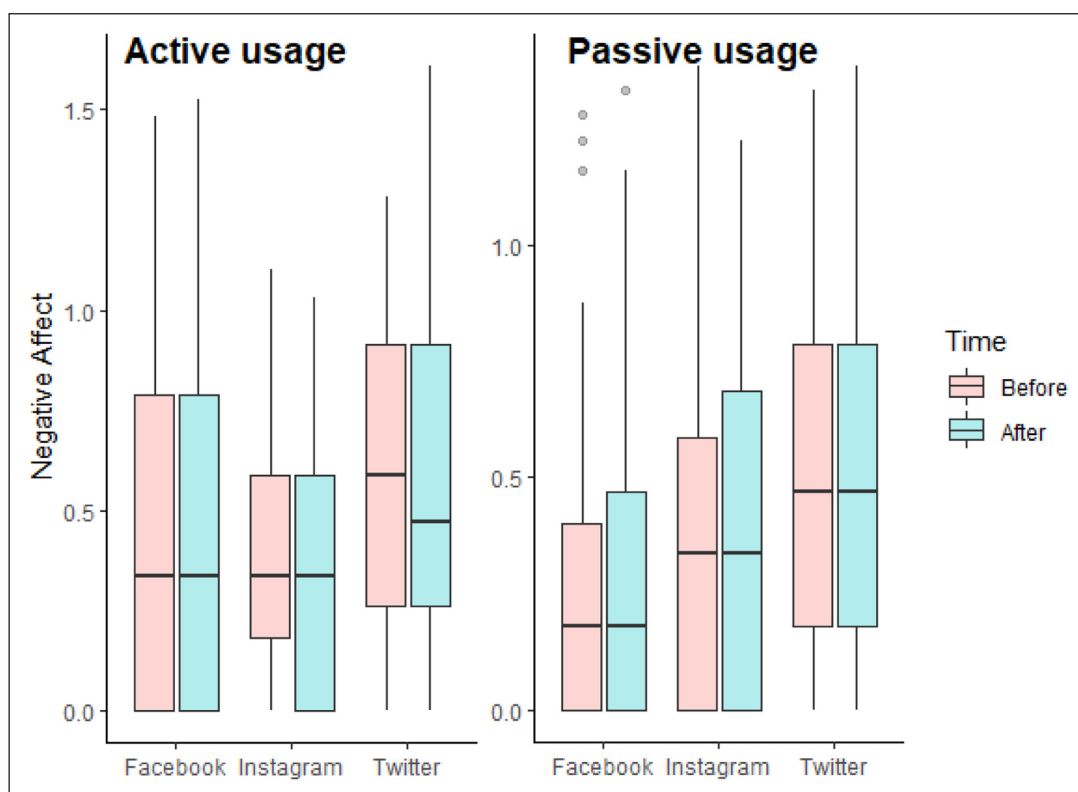 Active usage
Passive usage
Negative Affect
1.5
1.0
0.5
0.0
Facebook Instagram Twitter
1.0
0.5
0.0
Facebook Instagram Twitter
Time
Before
After